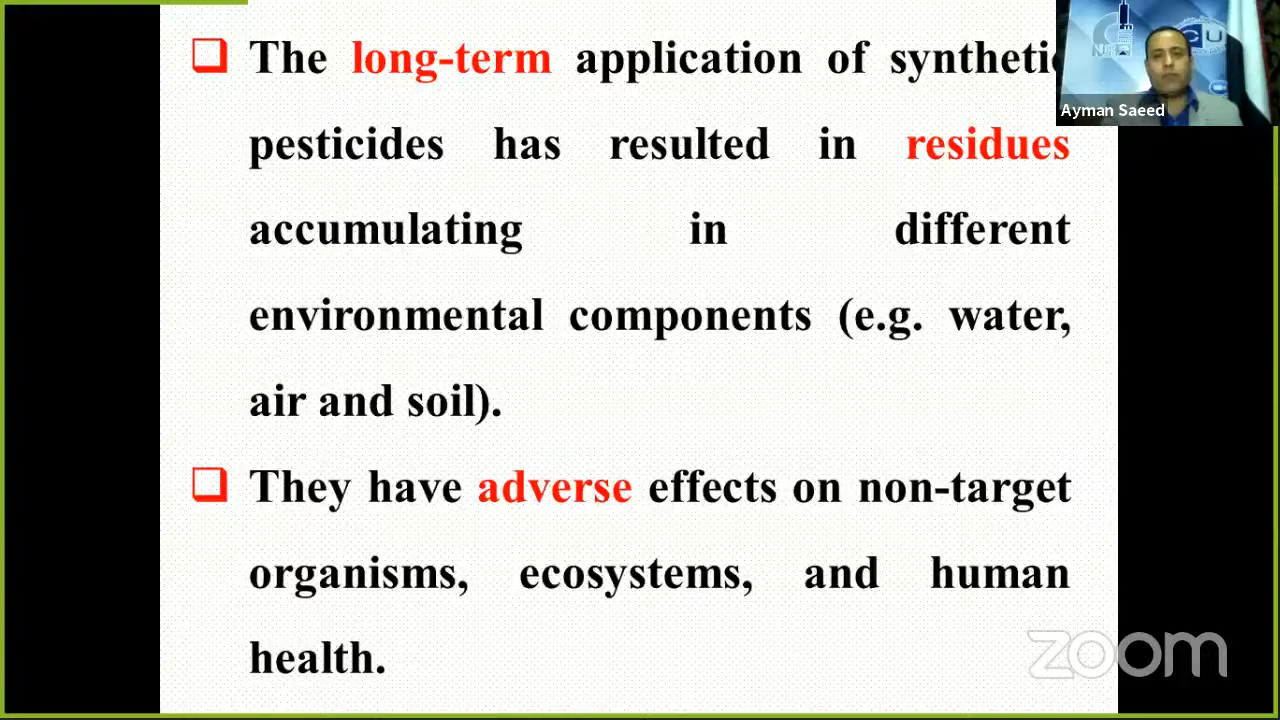 The long-term application of synthetic
pesticides has resulted in residues
accumulating in different
environmental components (e.g. water,
air and soil).
They have adverse effects on non-target
organisms, ecosystems, and human
health.
Ayman Saeed
zoom